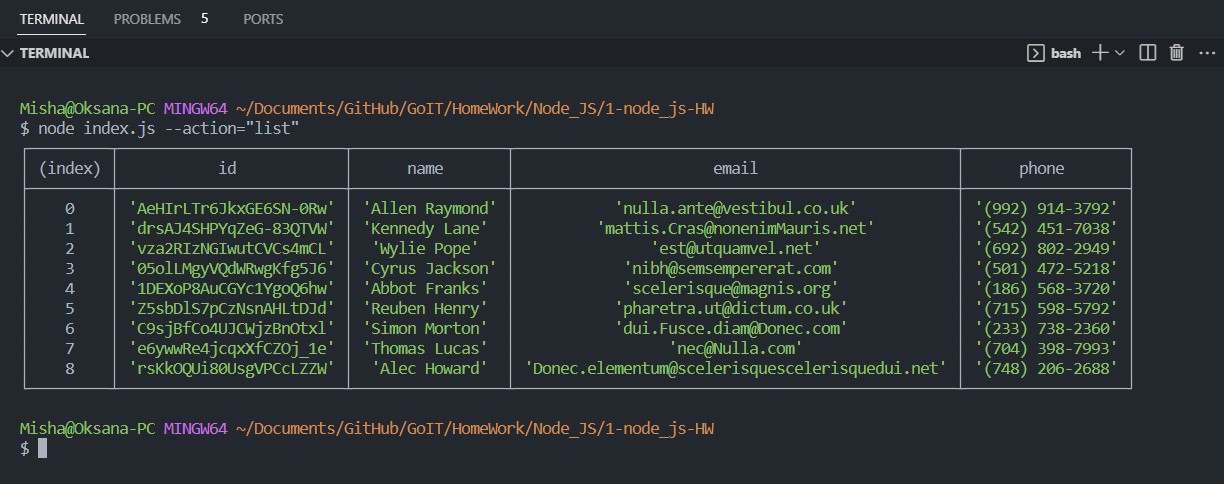 TERMINAL PROBLEMS 5 PORTS
TERMINAL bash
Misha@Oksana-PC MINGW64 ~/Documents/GitHub/GoIT/HomeWork/Node_JS/1-node_js-HW
$ node index.js --action="list"
(index) id name email phone
0 'AeHIrLTr6JkxGE6SN-0Rw' 'Allen Raymond' 'nulla.ante@vestibul.co.uk' '(992) 914-3792'
1 'drsAJ4SHPYqZeG-83QTVW' 'Kennedy Lane' 'mattis.Cras@nonenimMauris.net' '(542) 451-7038'
2 'vza2RIzNGIwutCVCs4mCL' 'Wylie Pope' 'est@utquamvel.net' '(692) 802-2949'
3 '05olLMgyVQdWRwgKfg5J6' 'Cyrus Jackson' 'nibh@semsempererat.com' '(501) 472-5218'
4 '1DEXoP8AuCGYc1YgoQ6hw' 'Abbot Franks' 'scelerisque@magnis.org' '(186) 568-3720'
5 'Z5sbDlS7pCzNsnAHLtDJd' 'Reuben Henry' 'pharetra.ut@dictum.co.uk' '(715) 598-5792'
6 'C9sjBfCo4UJCWjzBnOtxl' 'Simon Morton' 'dui.Fusce.diam@Donec.com' '(233) 738-2360'
7 'e6ywwRe4jcqxXfCZOj_1e' 'Thomas Lucas' 'nec@Nulla.com' '(704) 398-7993'
8 'rsKkOQUi80UsgVPCcLZZW' 'Alec Howard' 'Donec.elementum@scelerisquescelerisquedui.net' '(748) 206-2688'
Misha@Oksana-PC MINGW64 ~/Documents/GitHub/GoIT/HomeWork/Node_JS/1-node_js-HW
$